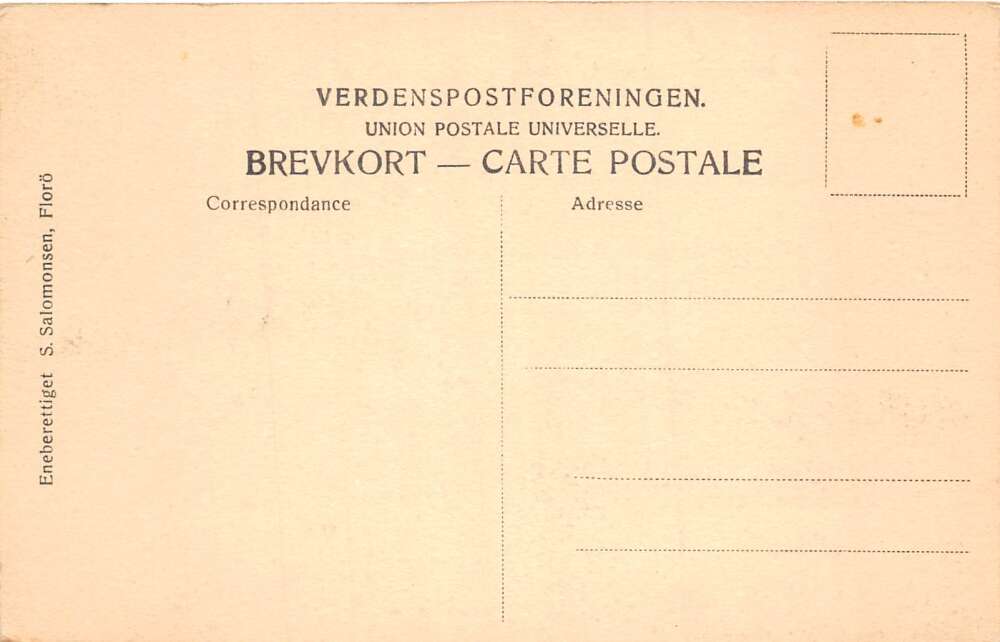 VERDENSPOSTFORENINGEN.
UNION POSTALE UNIVERSELLE.
BREVKORT — CARTE POSTALE
Correspondance
Adresse
Eneberettiget S. Salomonsen, Florö